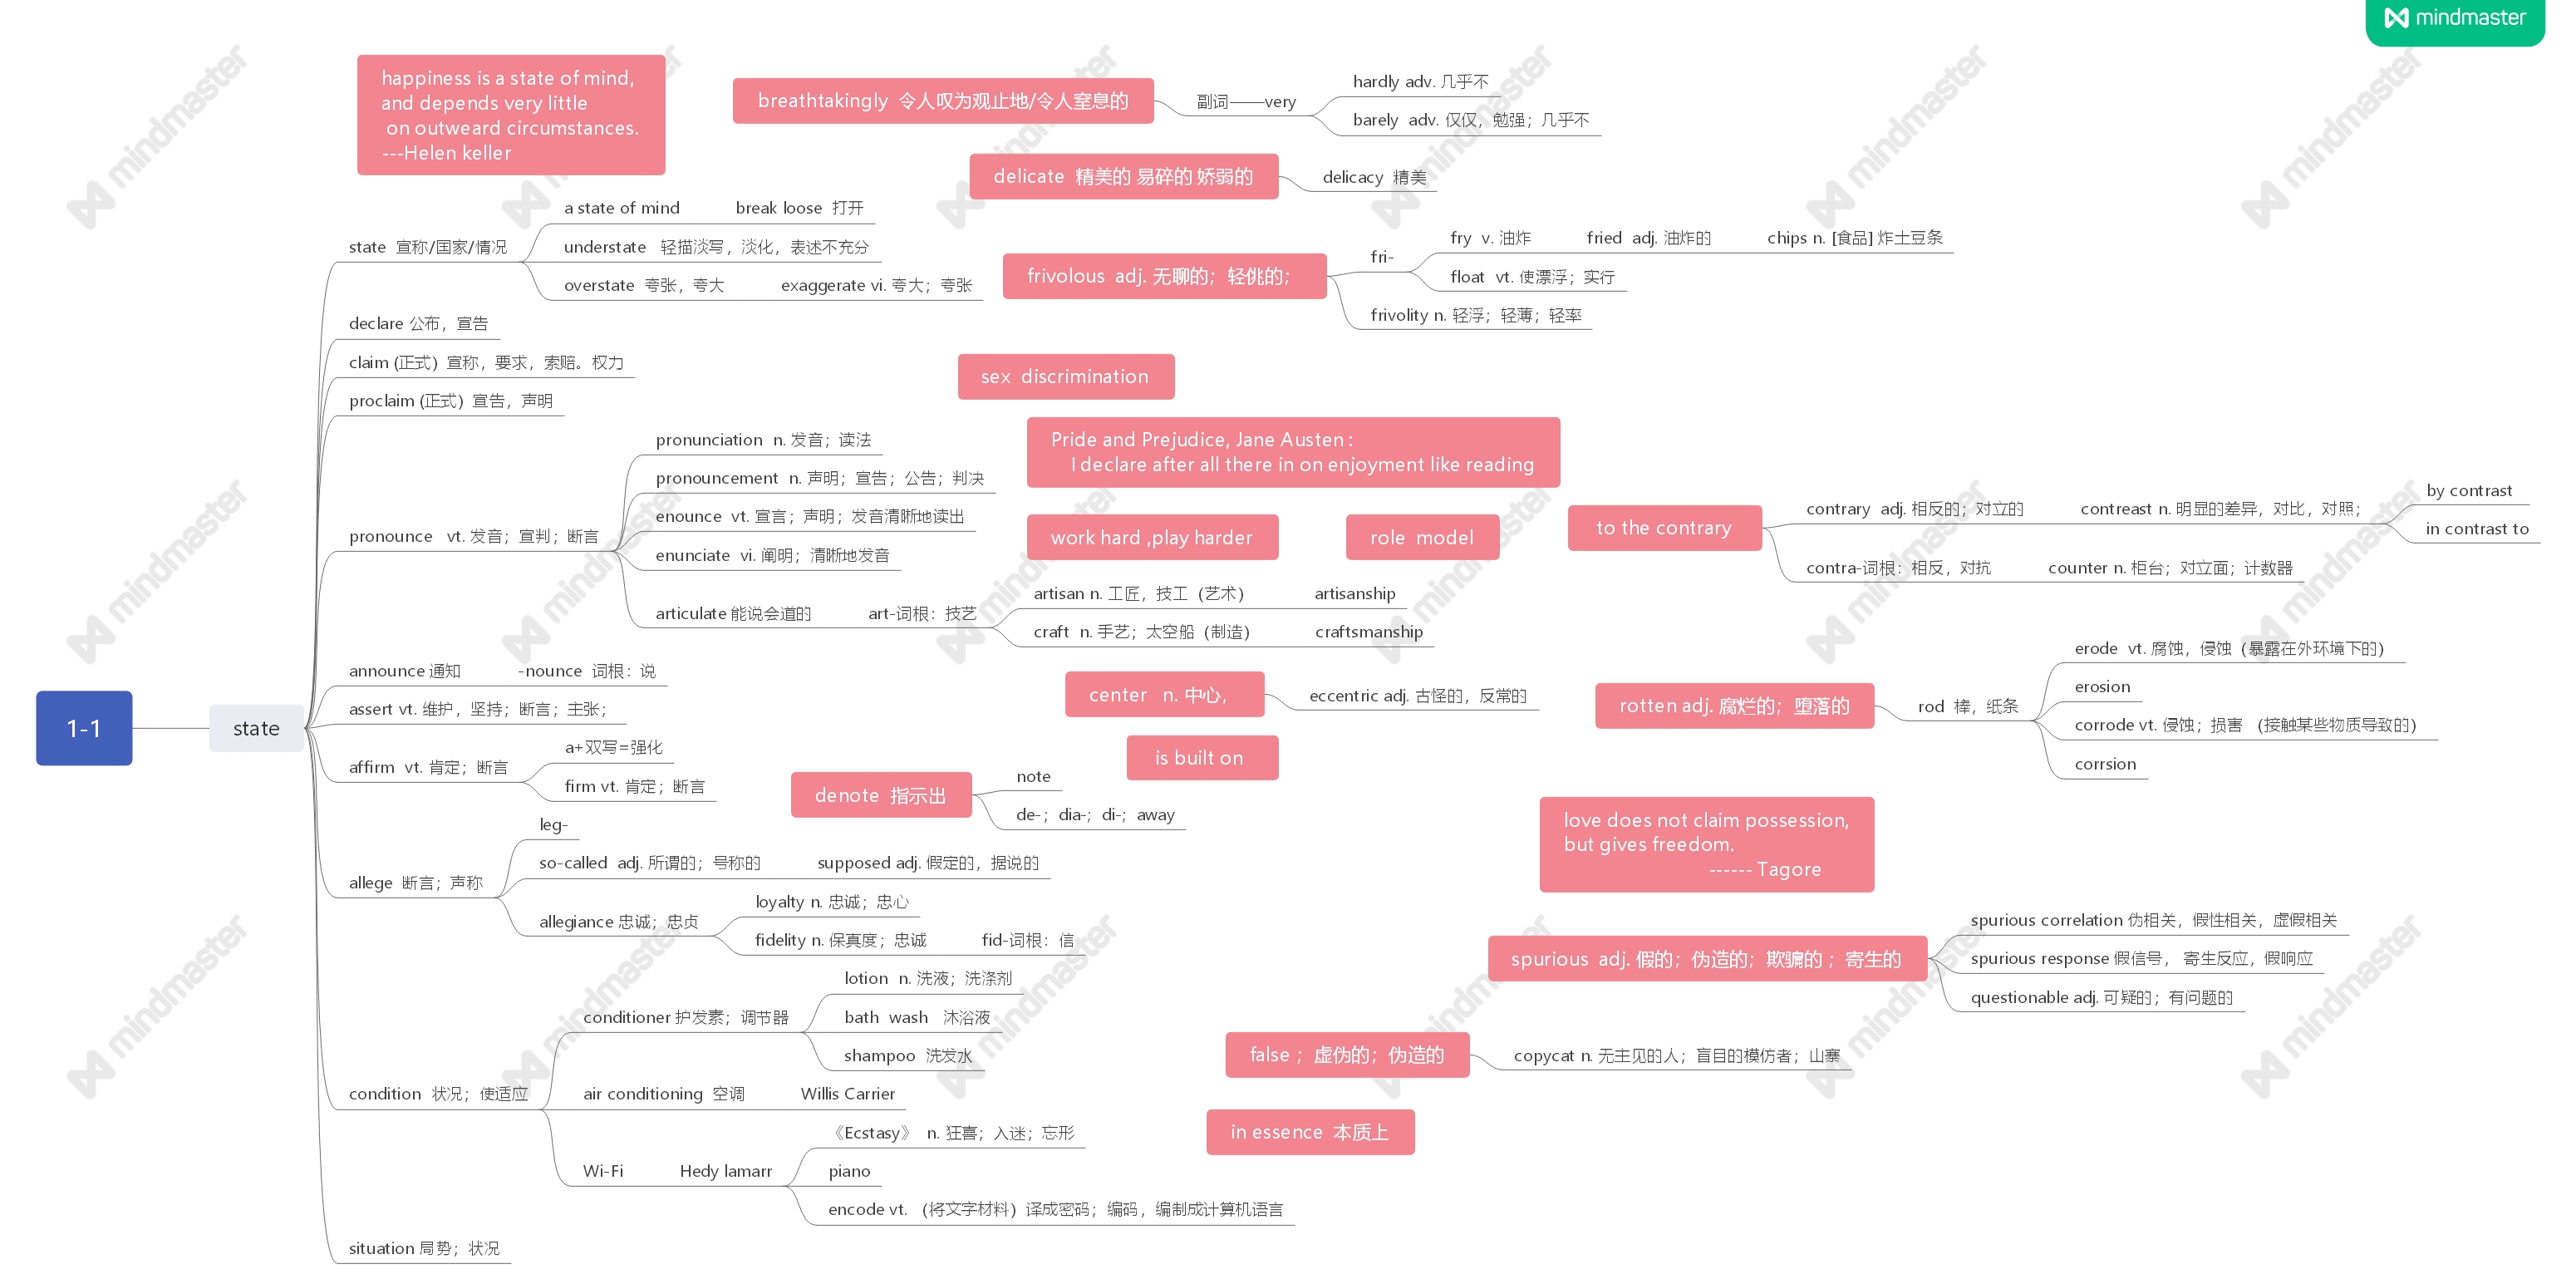 mindmaster
happiness is a state of mind,
and depends very little
on outweard circumstances.
---Helen keller
breathtakingly 令人叹为观止地/令人窒息的
副词——very
hardly adv. 几乎不
barely adv. 仅仅，勉强；几乎不
delicate 精美的 易碎的 娇弱的
delicacy 精美
frivolous adj. 无聊的；轻佻的；
fri-
fry v. 油炸 fried adj. 油炸的 chips n. [食品] 炸土豆条
float vt. 使漂浮；实行
frivolity n. 轻浮；轻薄；轻率
sex discrimination
Pride and Prejudice, Jane Austen :
I declare after all there in on enjoyment like reading
work hard ,play harder
role model
to the contrary
contrary adj. 相反的；对立的 contreast n. 明显的差异，对比，对照；
by contrast
in contrast to
contra-词根：相反，对抗 counter n. 柜台；对立面；计数器
1-1
state
state 宣称/国家/情况
a state of mind break loose 打开
understate 轻描淡写，淡化，表述不充分
overstate 夸张，夸大 exaggerate vi. 夸大；夸张
declare 公布，宣告
claim (正式）宣称，要求，索赔。权力
proclaim (正式）宣告，声明
pronounce vt. 发音；宣判；断言
pronunciation n. 发音；读法
pronouncement n. 声明；宣告；公告；判决
enounce vt. 宣言；声明；发音清晰地读出
enunciate vi. 阐明；清晰地发音
articulate 能说会道的 art-词根：技艺
artisan n. 工匠，技工（艺术） artisanship
craft n. 手艺；太空船（制造） craftsmanship
announce 通知 -nounce 词根：说
assert vt. 维护，坚持；断言；主张；
affirm vt. 肯定；断言
a+双写=强化
firm vt. 肯定；断言
allege 断言；声称
leg-
so-called adj. 所谓的；号称的 supposed adj. 假定的，据说的
allegiance 忠诚；忠贞
loyalty n. 忠诚；忠心
fidelity n. 保真度；忠诚 fid-词根：信
condition 状况；使适应
conditioner 护发素；调节器
lotion n. 洗液；洗涤剂
bath wash 沐浴液
shampoo 洗发水
air conditioning 空调 Willis Carrier
Wi-Fi Hedy lamarr
《Ecstasy》 n. 狂喜；入迷；忘形
piano
encode vt. （将文字材料）译成密码；编码，编制成计算机语言
situation 局势；状况
center n. 中心，
eccentric adj. 古怪的，反常的
is built on
denote 指示出
note
de-；dia-；di-；away
rotten adj. 腐烂的；堕落的
rod 棒，纸条
erode vt. 腐蚀，侵蚀（暴露在外环境下的）
erosion
corrode vt. 侵蚀；损害 （接触某些物质导致的）
corrsion
love does not claim possession,
but gives freedom.
------ Tagore
spurious adj. 假的；伪造的；欺骗的 ；寄生的
spurious correlation 伪相关，假性相关，虚假相关
spurious response 假信号， 寄生反应，假响应
questionable adj. 可疑的；有问题的
false ；虚伪的；伪造的
copycat n. 无主见的人；盲目的模仿者；山寨
in essence 本质上